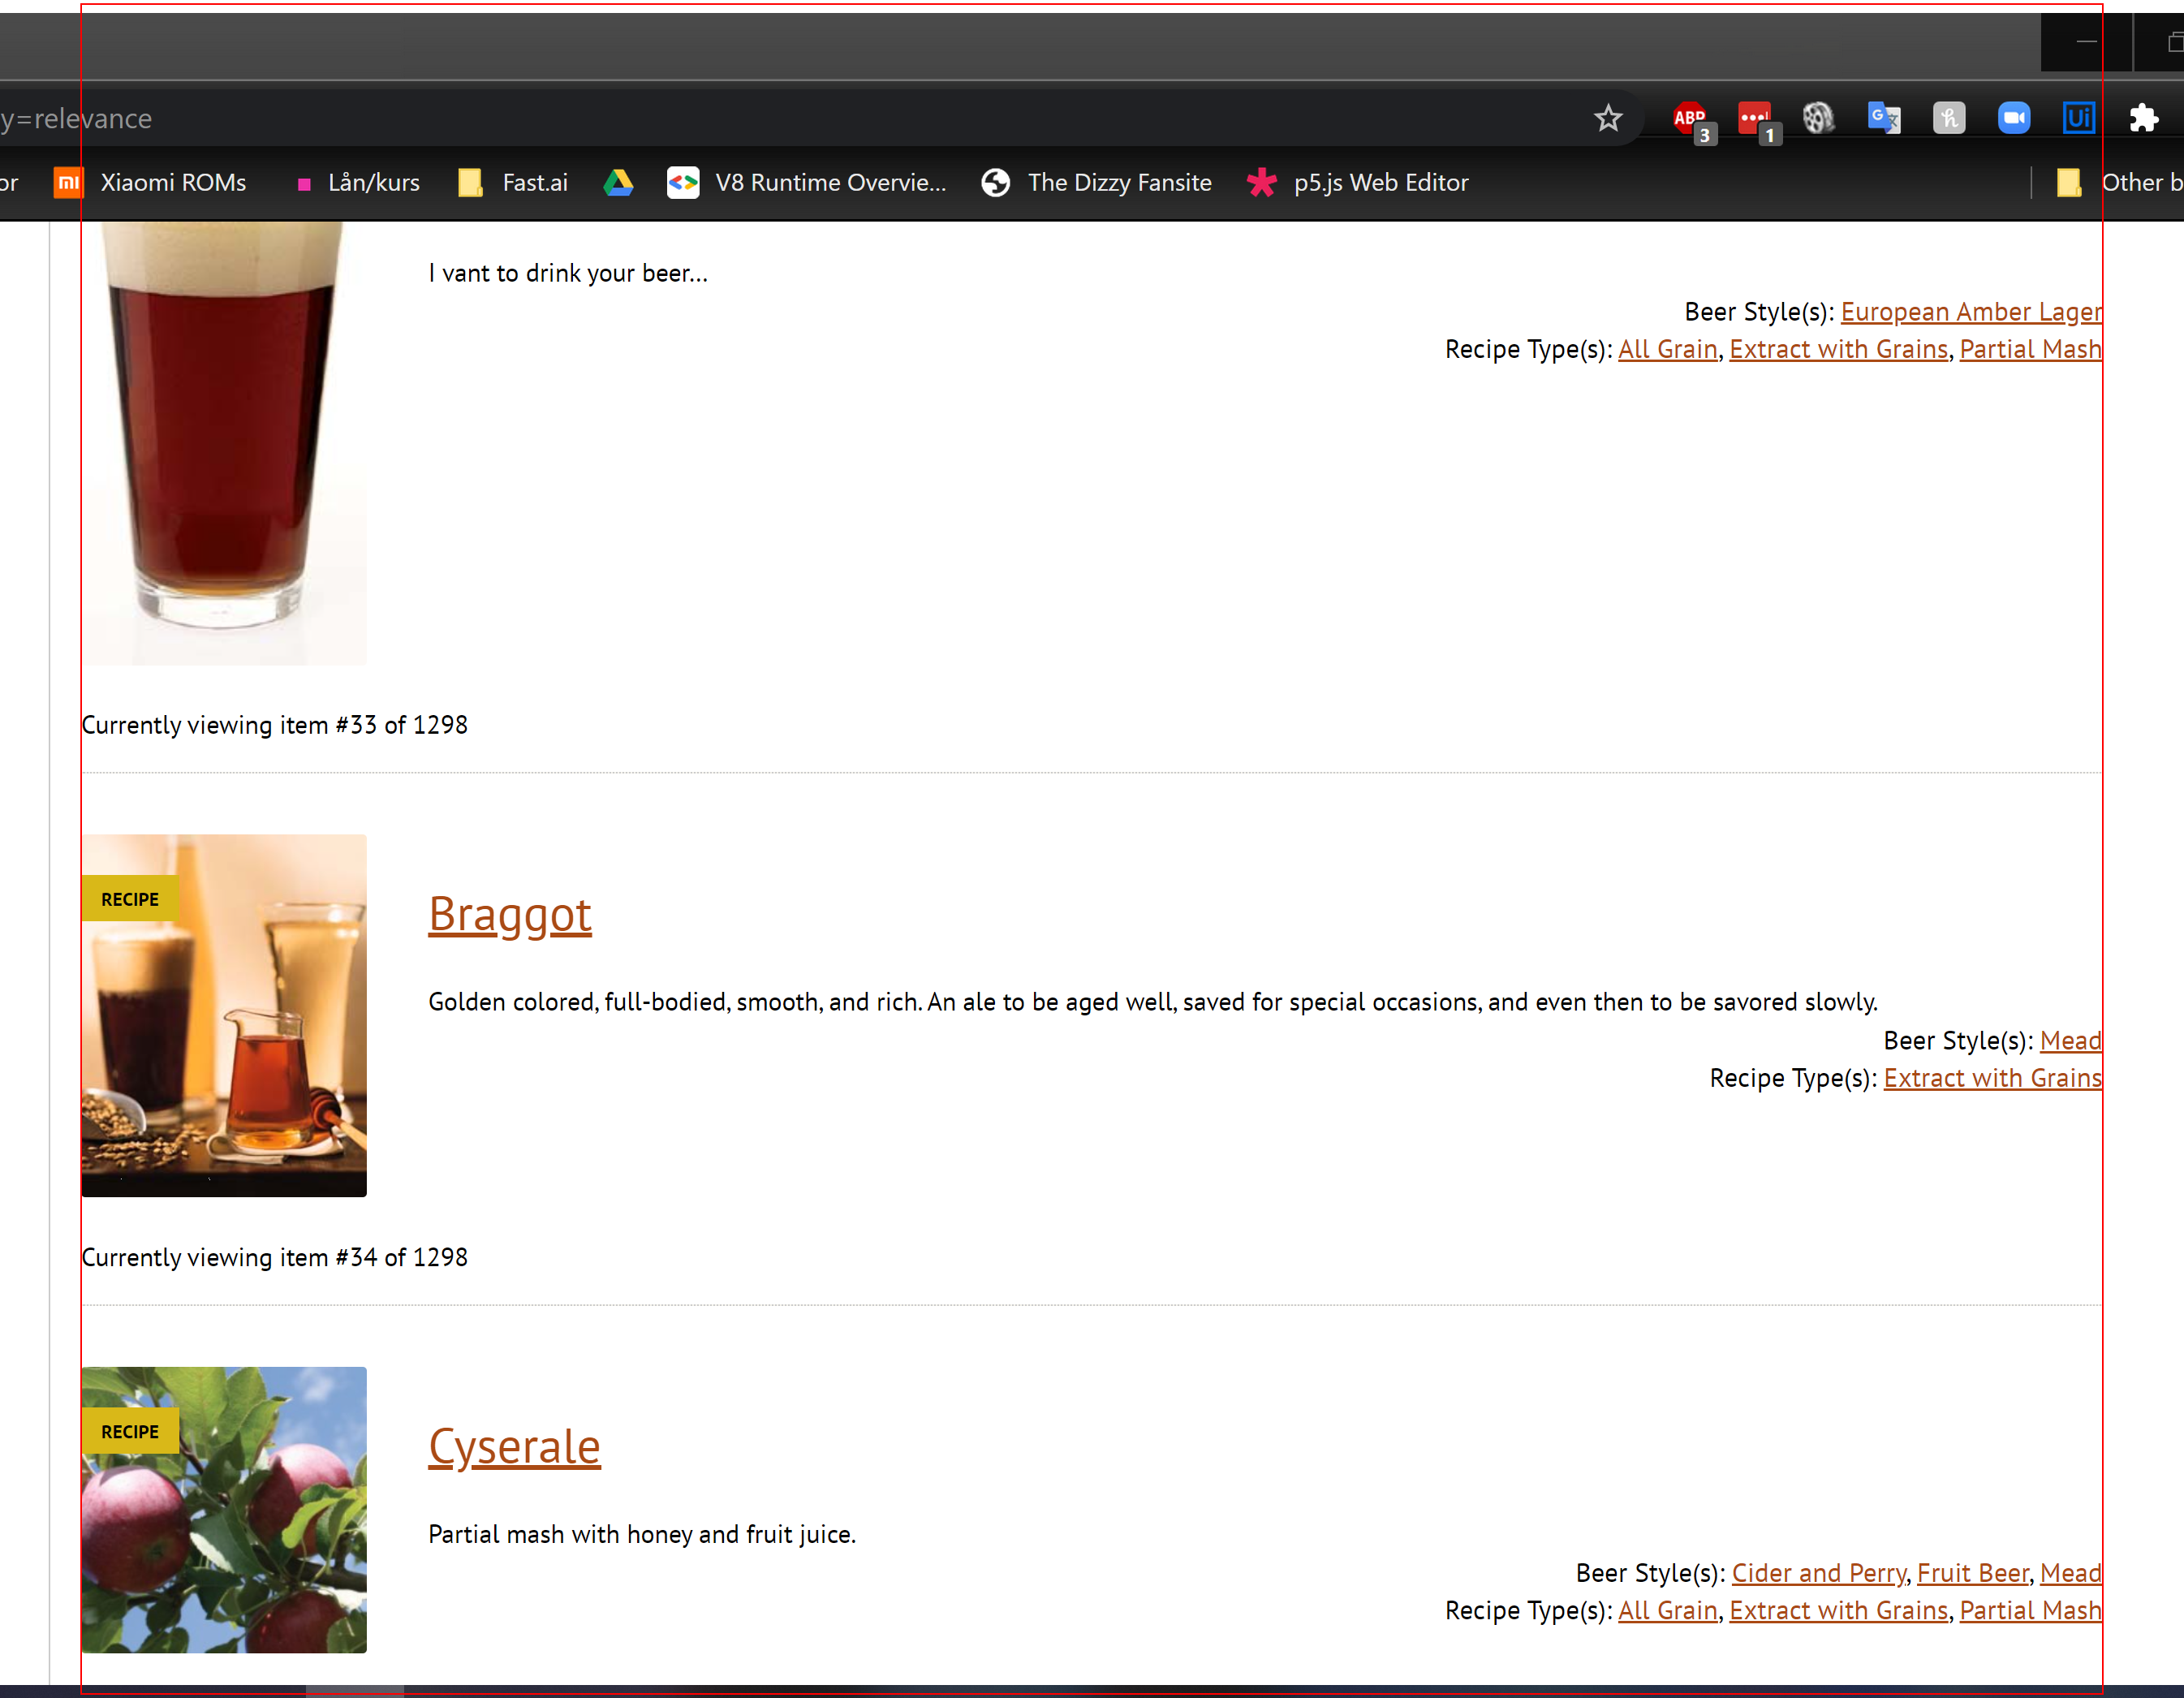 y=relevance
ABP 3 1 G 文 h Ui
or mi Xiaomi ROMs Lån/kurs Fast.ai V8 Runtime Overvie... The Dizzy Fansite p5.js Web Editor Other b
I vant to drink your beer...
Beer Style(s): European Amber Lager
Recipe Type(s): All Grain, Extract with Grains, Partial Mash
Currently viewing item #33 of 1298
RECIPE
Braggot
Golden colored, full-bodied, smooth, and rich. An ale to be aged well, saved for special occasions, and even then to be savored slowly.
Beer Style(s): Mead
Recipe Type(s): Extract with Grains
Currently viewing item #34 of 1298
RECIPE
Cyserale
Partial mash with honey and fruit juice.
Beer Style(s): Cider and Perry, Fruit Beer, Mead
Recipe Type(s): All Grain, Extract with Grains, Partial Mash